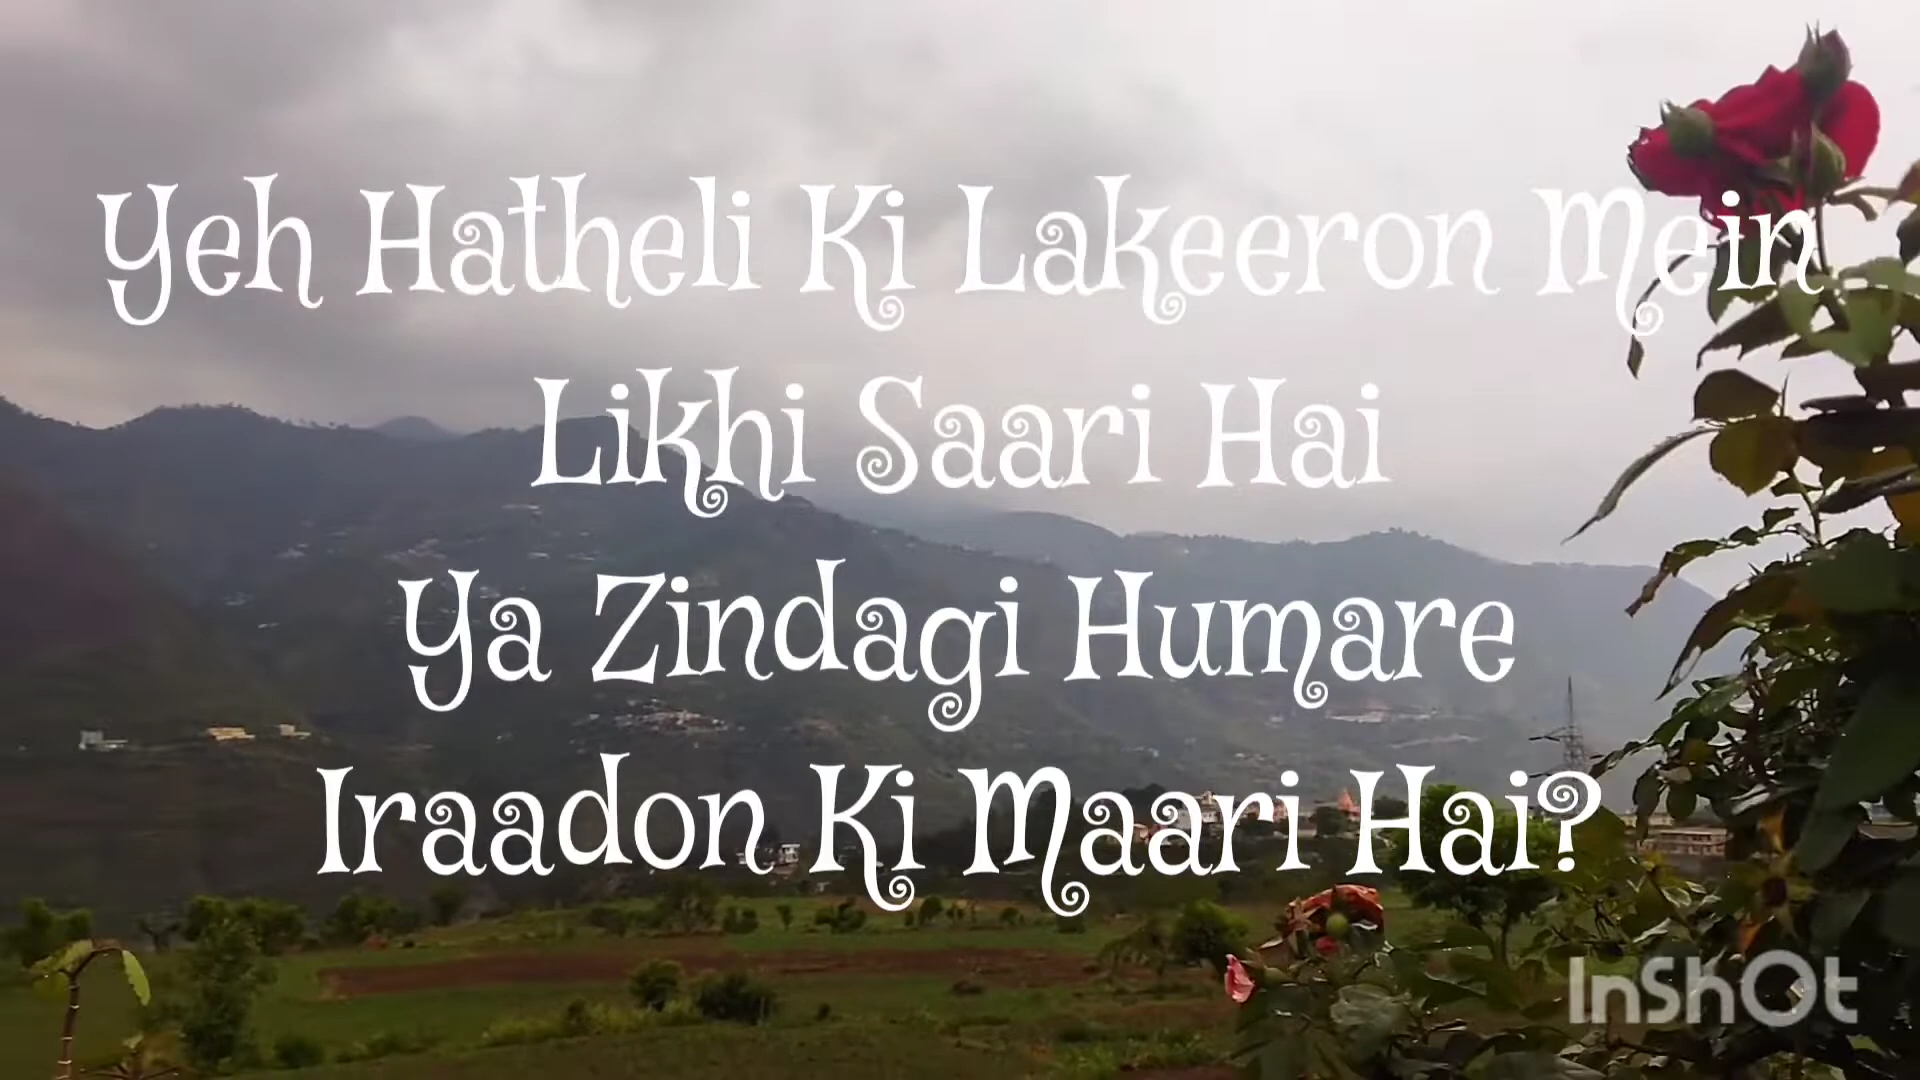 Yeh Hatheli Ki Lakeeron Mein
Likhi Saari Hai
Ya Zindagi Humare
Iraadon Ki Maari Hai?
InShOt